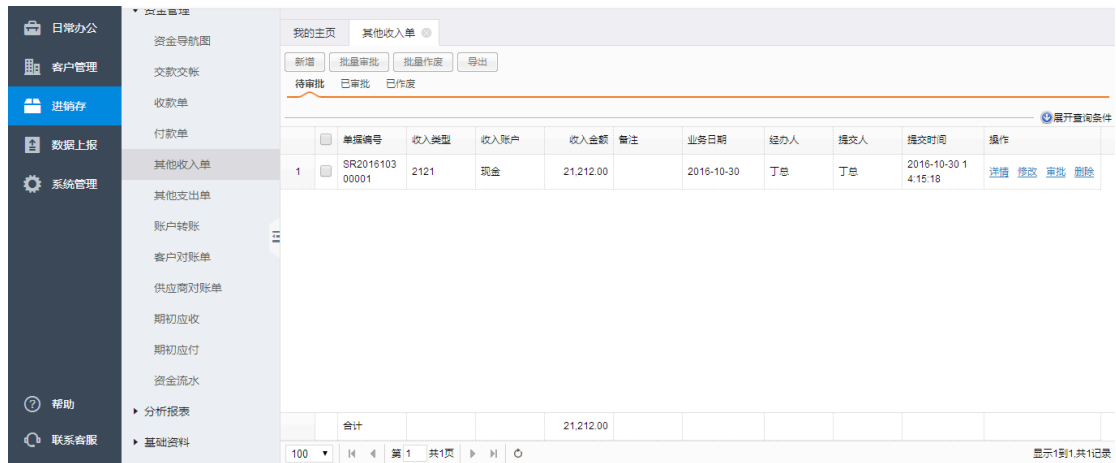 日常办公
客户管理
进销存
数据上报
系统管理
帮助
联系客服
资金管理
资金导航图
交款交帐
收款单
付款单
其他收入单
其他支出单
账户转账
客户对账单
供应商对账单
期初应收
期初应付
资金流水
分析报表
基础资料
我的主页 其他收入单
新增 批量审批 批量作废 导出
待审批 已审批 已作废
展开查询条件
单据编号 收入类型 收入账户 收入金额 备注 业务日期 经办人 提交人 提交时间 操作
1 SR2016103 2121 现金 21,212.00 2016-10-30 丁总 丁总 2016-10-30 1 详情 修改 审批 删除
00001 4:15:18
合计 21,212.00
100 第 1 共1页 显示1到1,共1记录